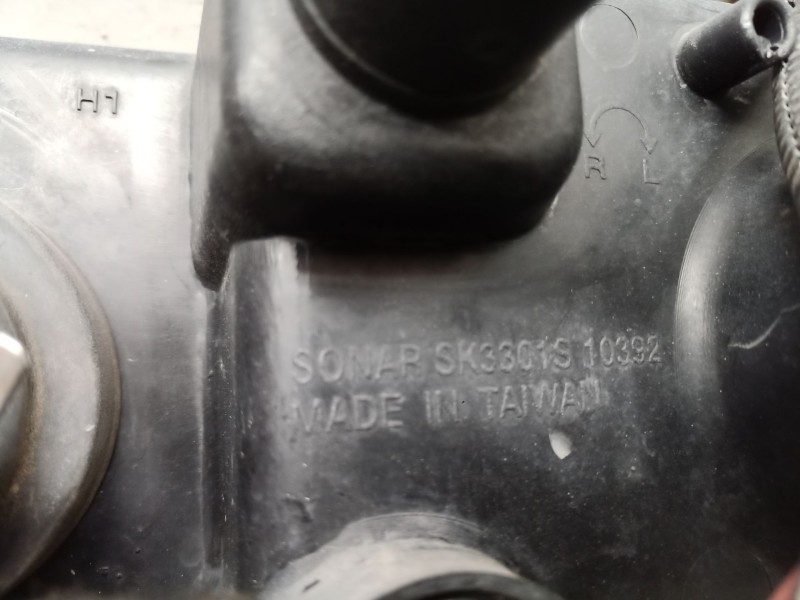 H1
R L
SONAR SK3301S 10392
MADE IN TAIWAN